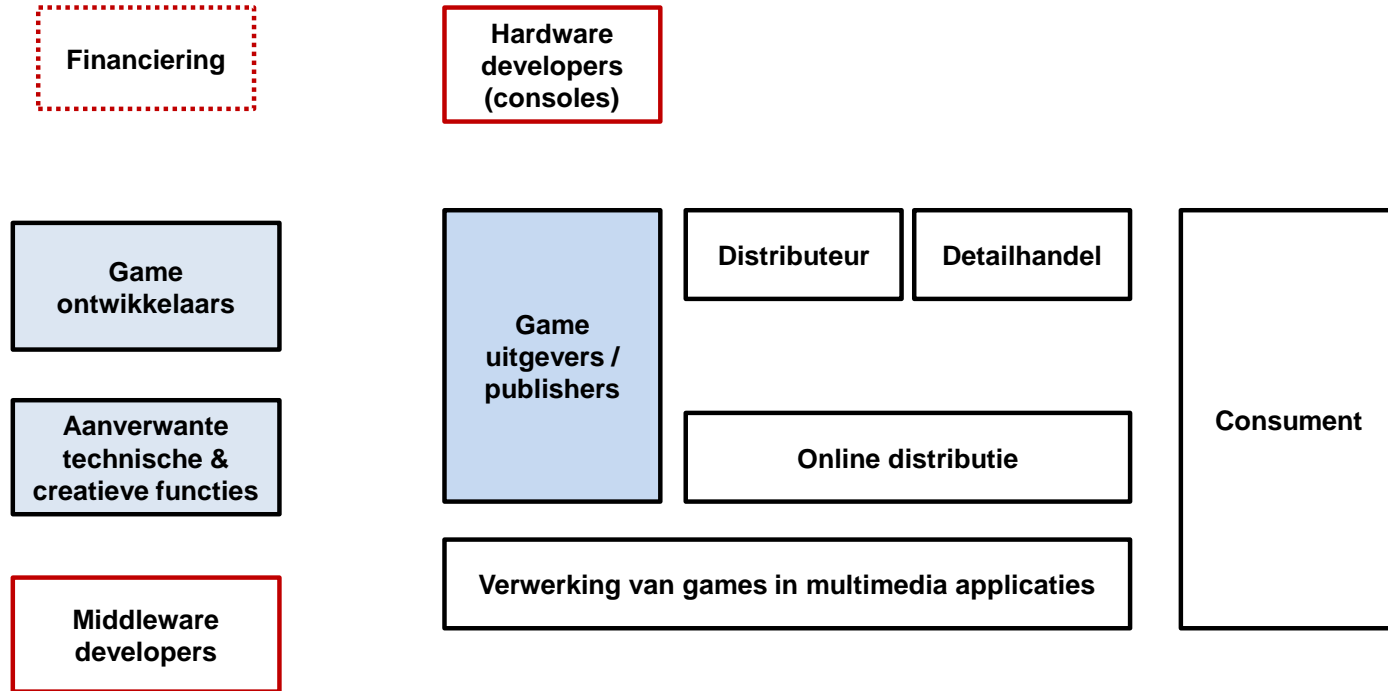 Financiering
Hardware
developers
(consoles)
Game
ontwikkelaars
Aanverwante
technische &
creatieve functies
Middleware
developers
Game
uitgevers /
publishers
Distributeur
Detailhandel
Online distributie
Verwerking van games in multimedia applicaties
Consument